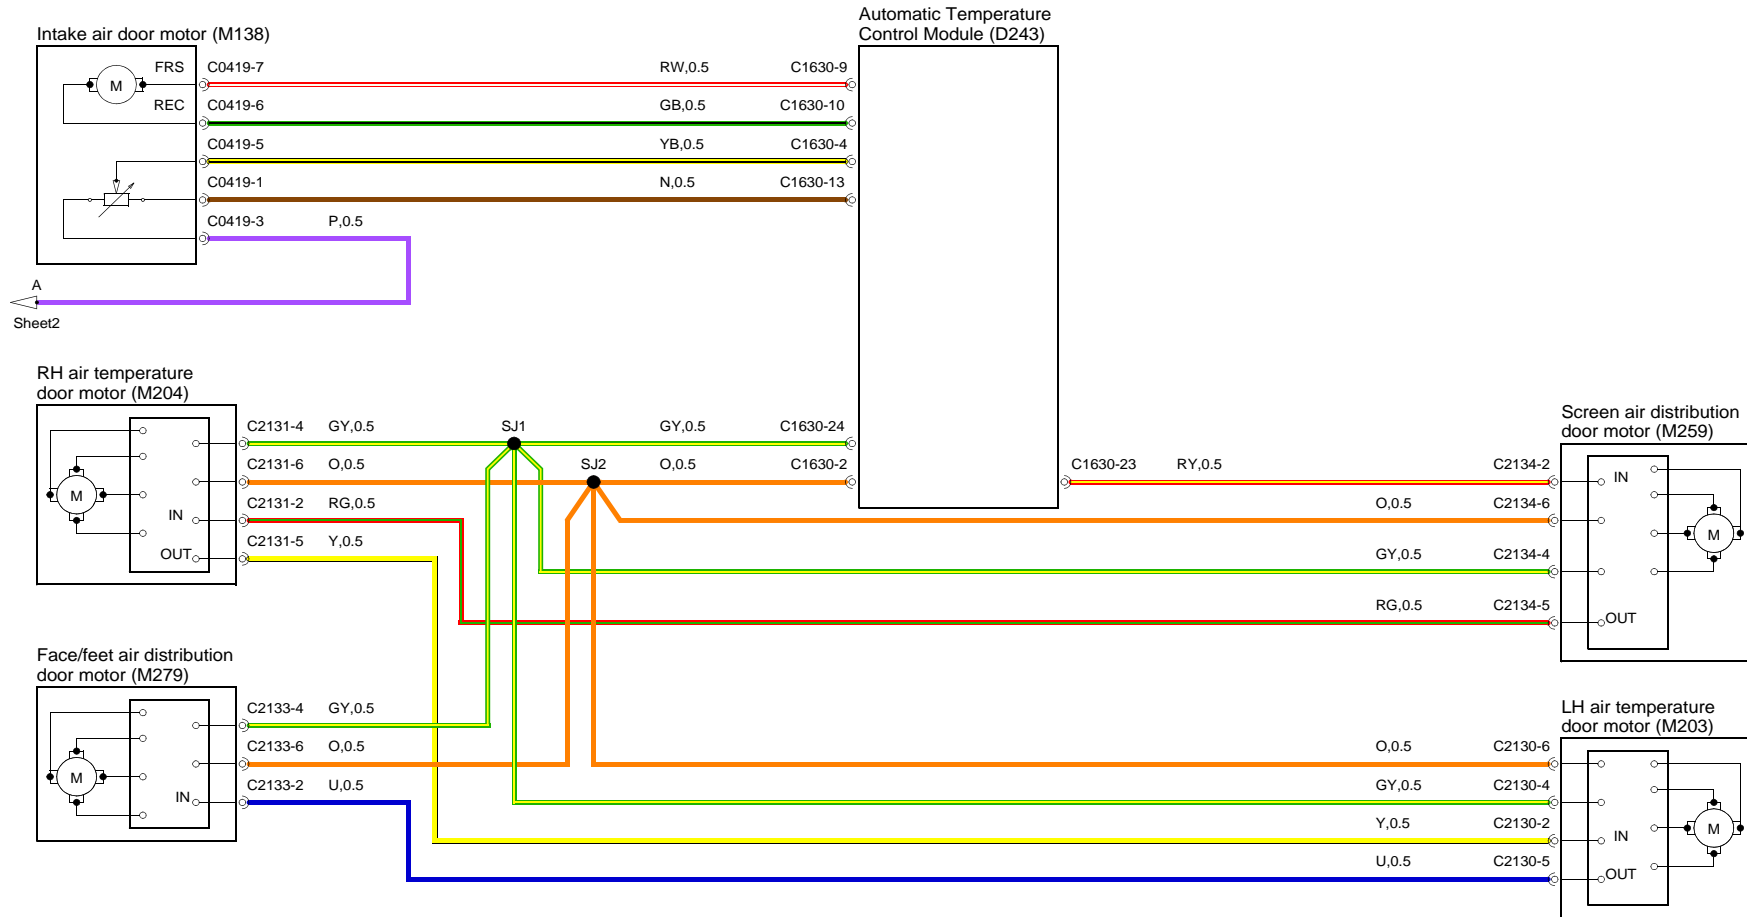 Automatic Temperature
Control Module (D243)
Intake air door motor (M138)
FRS C0419-7 RW,0.5 C1630-9
M
REC C0419-6 GB,0.5 C1630-10
C0419-5 YB,0.5 C1630-4
C0419-1 N,0.5 C1630-13
C0419-3 P,0.5
A
Sheet2
RH air temperature
door motor (M204)
C2131-4 GY,0.5 SJ1 GY,0.5 C1630-24
C2131-6 O,0.5 SJ2 O,0.5 C1630-2
M
C2131-2 RG,0.5
IN
C2131-5 Y,0.5
OUT
Screen air distribution
door motor (M259)
C1630-23 RY,0.5 C2134-2
IN
O,0.5 C2134-6
M
GY,0.5 C2134-4
RG,0.5 C2134-5
OUT
Face/feet air distribution
door motor (M279)
C2133-4 GY,0.5
C2133-6 O,0.5
M
C2133-2 U,0.5
IN
LH air temperature
door motor (M203)
O,0.5 C2130-6
GY,0.5 C2130-4
Y,0.5 C2130-2
M
IN
U,0.5 C2130-5
OUT